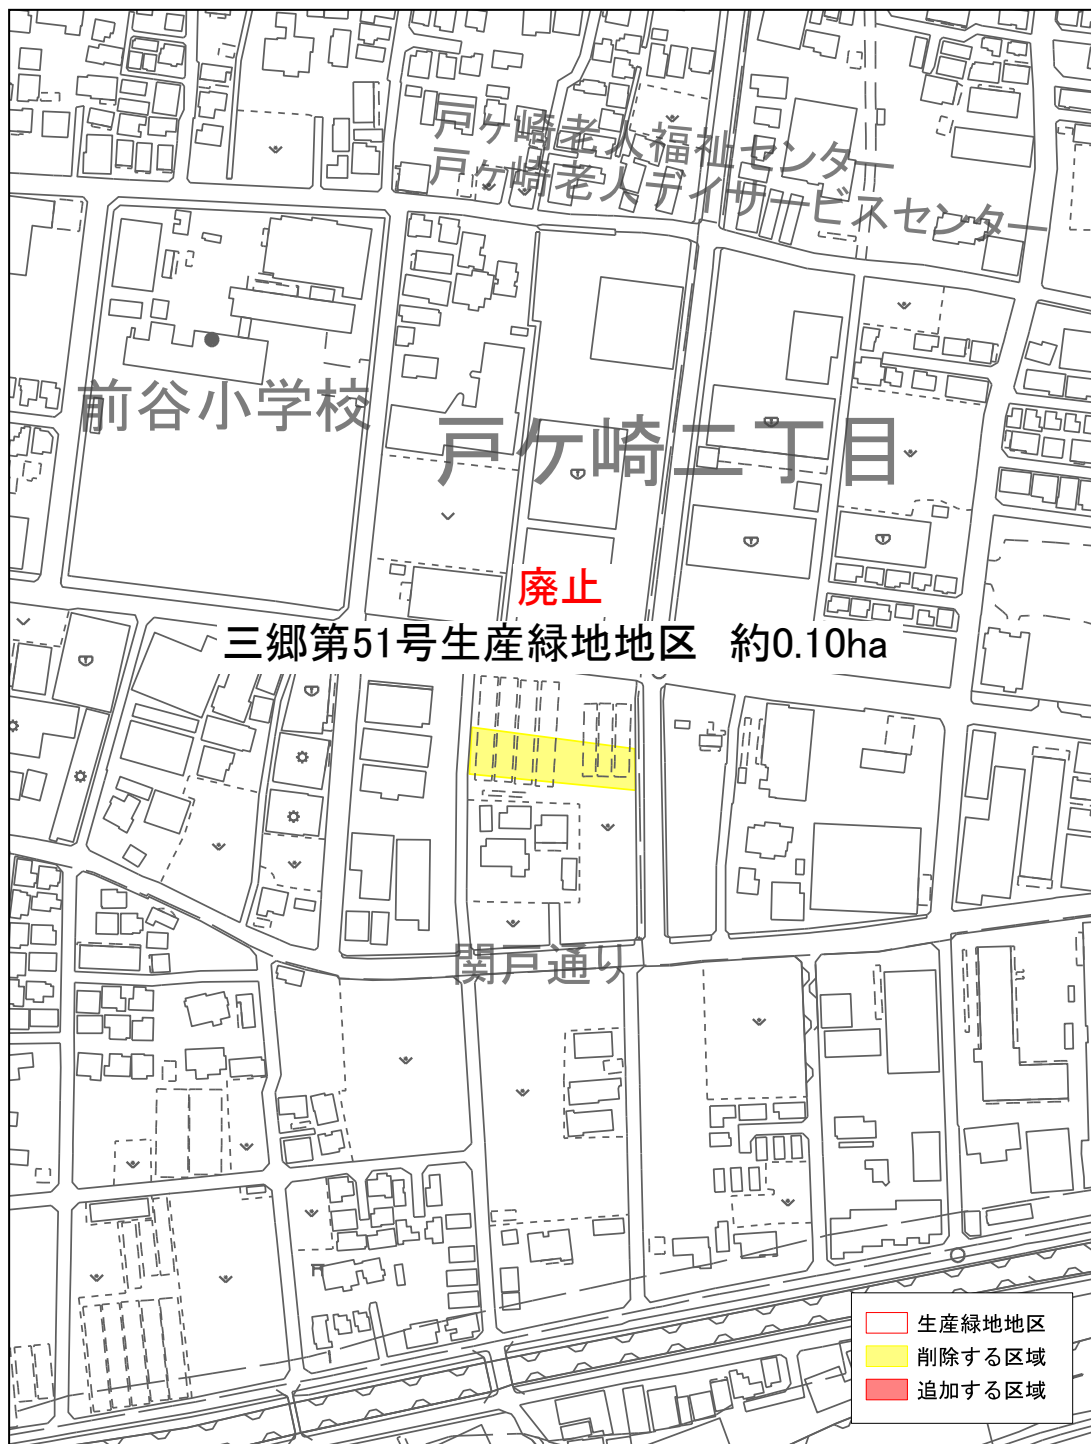 戸ケ崎老人福祉センター
戸ケ崎老人デイサービスセンター
前谷小学校
戸ケ崎二丁目
廃止
三郷第51号生産緑地地区　約0.10ha
関戸通り
生産緑地地区
削除する区域
追加する区域